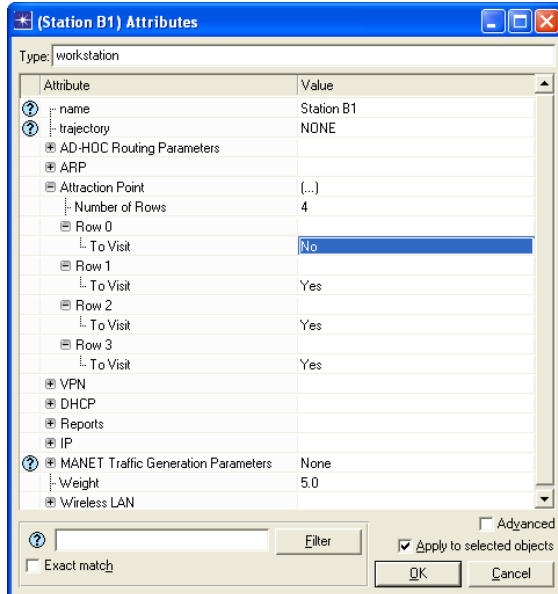 (Station B1) Attributes
Type: workstation
Attribute Value
name Station B1
trajectory NONE
AD-HOC Routing Parameters
ARP
Attraction Point (...)
Number of Rows 4
Row 0
To Visit No
Row 1
To Visit Yes
Row 2
To Visit Yes
Row 3
To Visit Yes
VPN
DHCP
Reports
IP
MANET Traffic Generation Parameters None
Weight 5.0
Wireless LAN
Advanced
Filter
Apply to selected objects
Exact match
OK Cancel